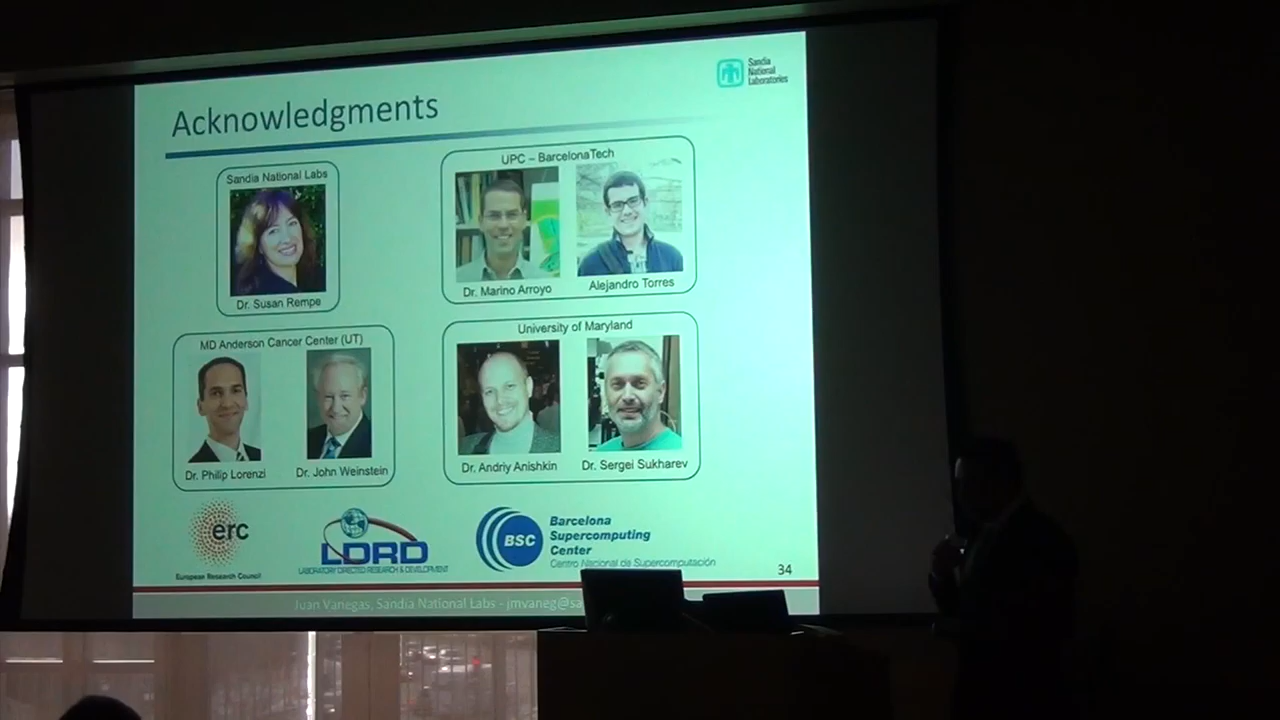 Sandia
National
Laboratories
Acknowledgments
Sandia National Labs
Dr. Susan Rempe
UPC – BarcelonaTech
Dr. Marino Arroyo
Alejandro Torres
MD Anderson Cancer Center (UT)
Dr. Philip Lorenzi
Dr. John Weinstein
University of Maryland
Dr. Andriy Anishkin
Dr. Sergei Sukharev
erc
European Research Council
LDRD
LABORATORY DIRECTED RESEARCH & DEVELOPMENT
BSC
Barcelona
Supercomputing
Center
Centro Nacional de Supercomputación
34
Juan Vanegas, Sandia National Labs - jmvaneg@sa